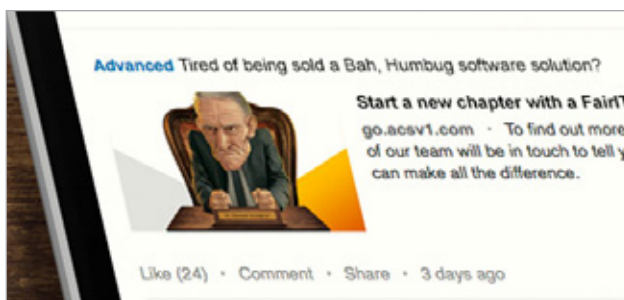 Advanced Tired of being sold a Bah, Humbug software solution?
Start a new chapter with a FairIT
go.acsv1.com · To find out more
of our team will be in touch to tell y
can make all the difference.
Like (24) · Comment · Share · 3 days ago